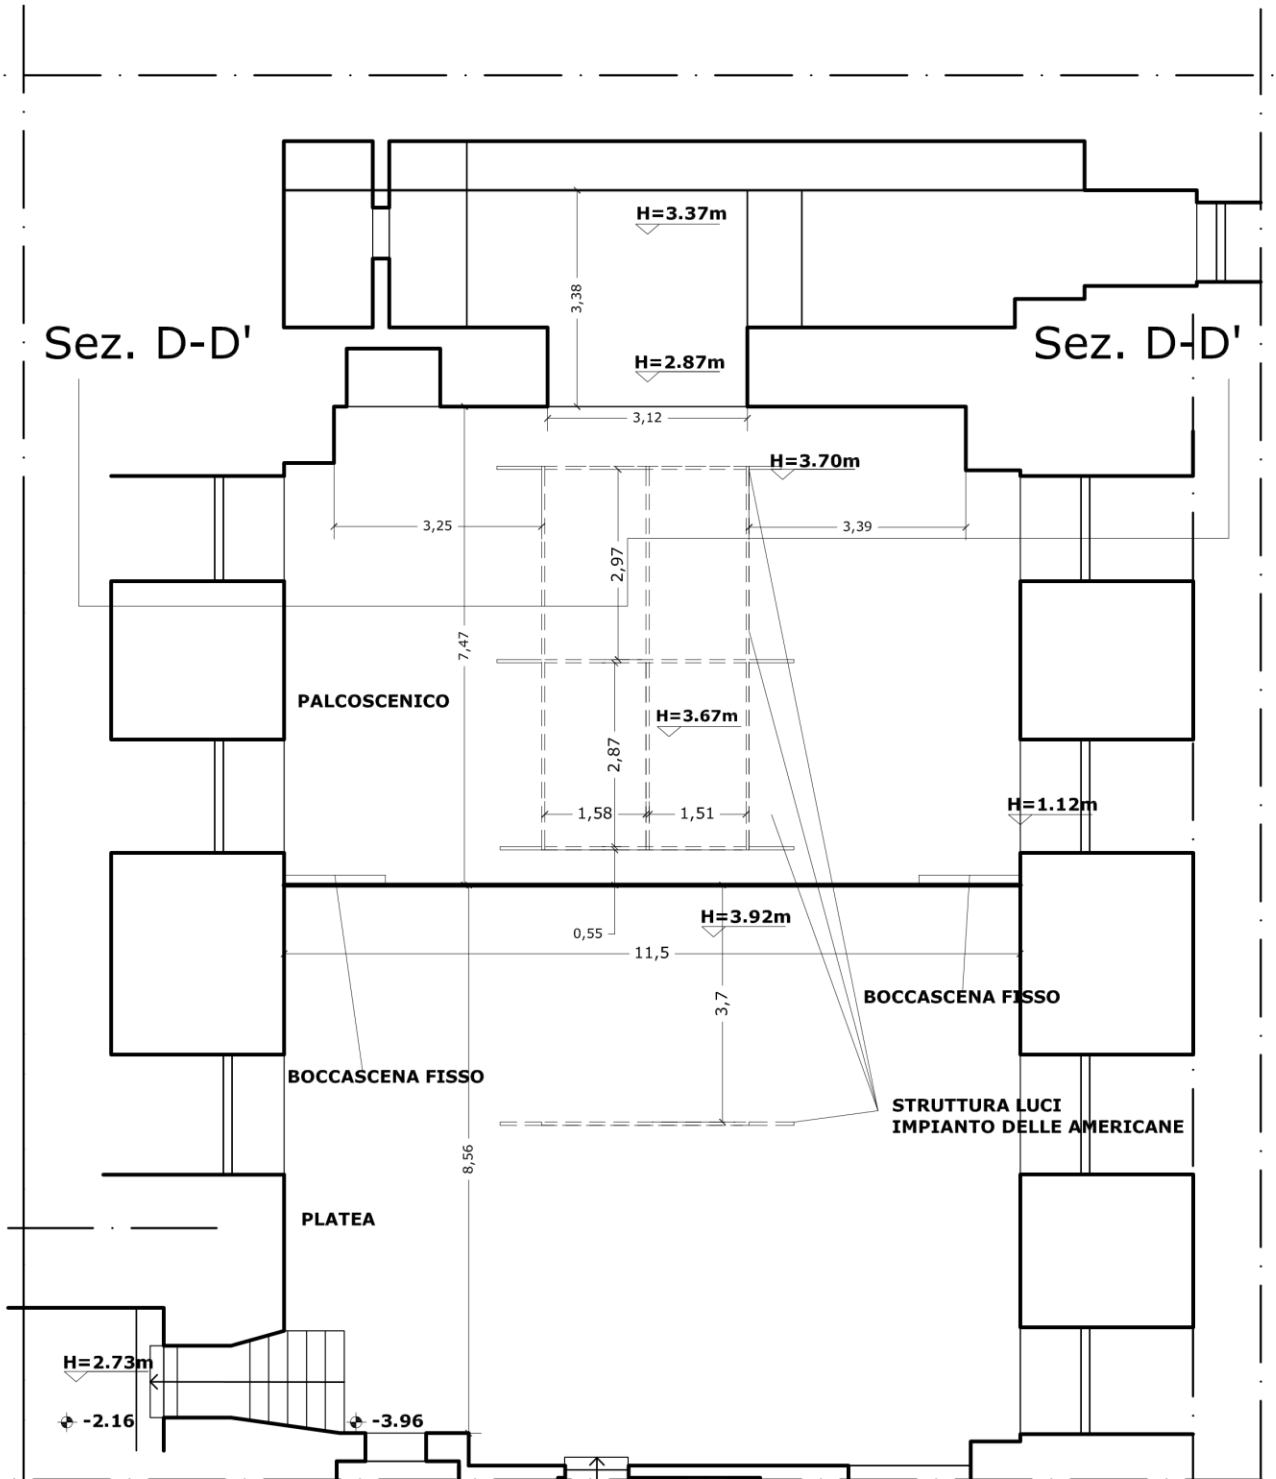 H=3.37m
3,38
Sez. D-D'
Sez. D-D'
H=2.87m
3,12
H=3.70m
3,25
3,39
2,97
7,47
PALCOSCENICO
H=3.67m
2,87
1,58
1,51
H=1.12m
H=3.92m
0,55
11,5
3,7
BOCCASCENA FISSO
BOCCASCENA FISSO
STRUTTURA LUCI
IMPIANTO DELLE AMERICANE
8,56
PLATEA
H=2.73m
-2.16
-3.96